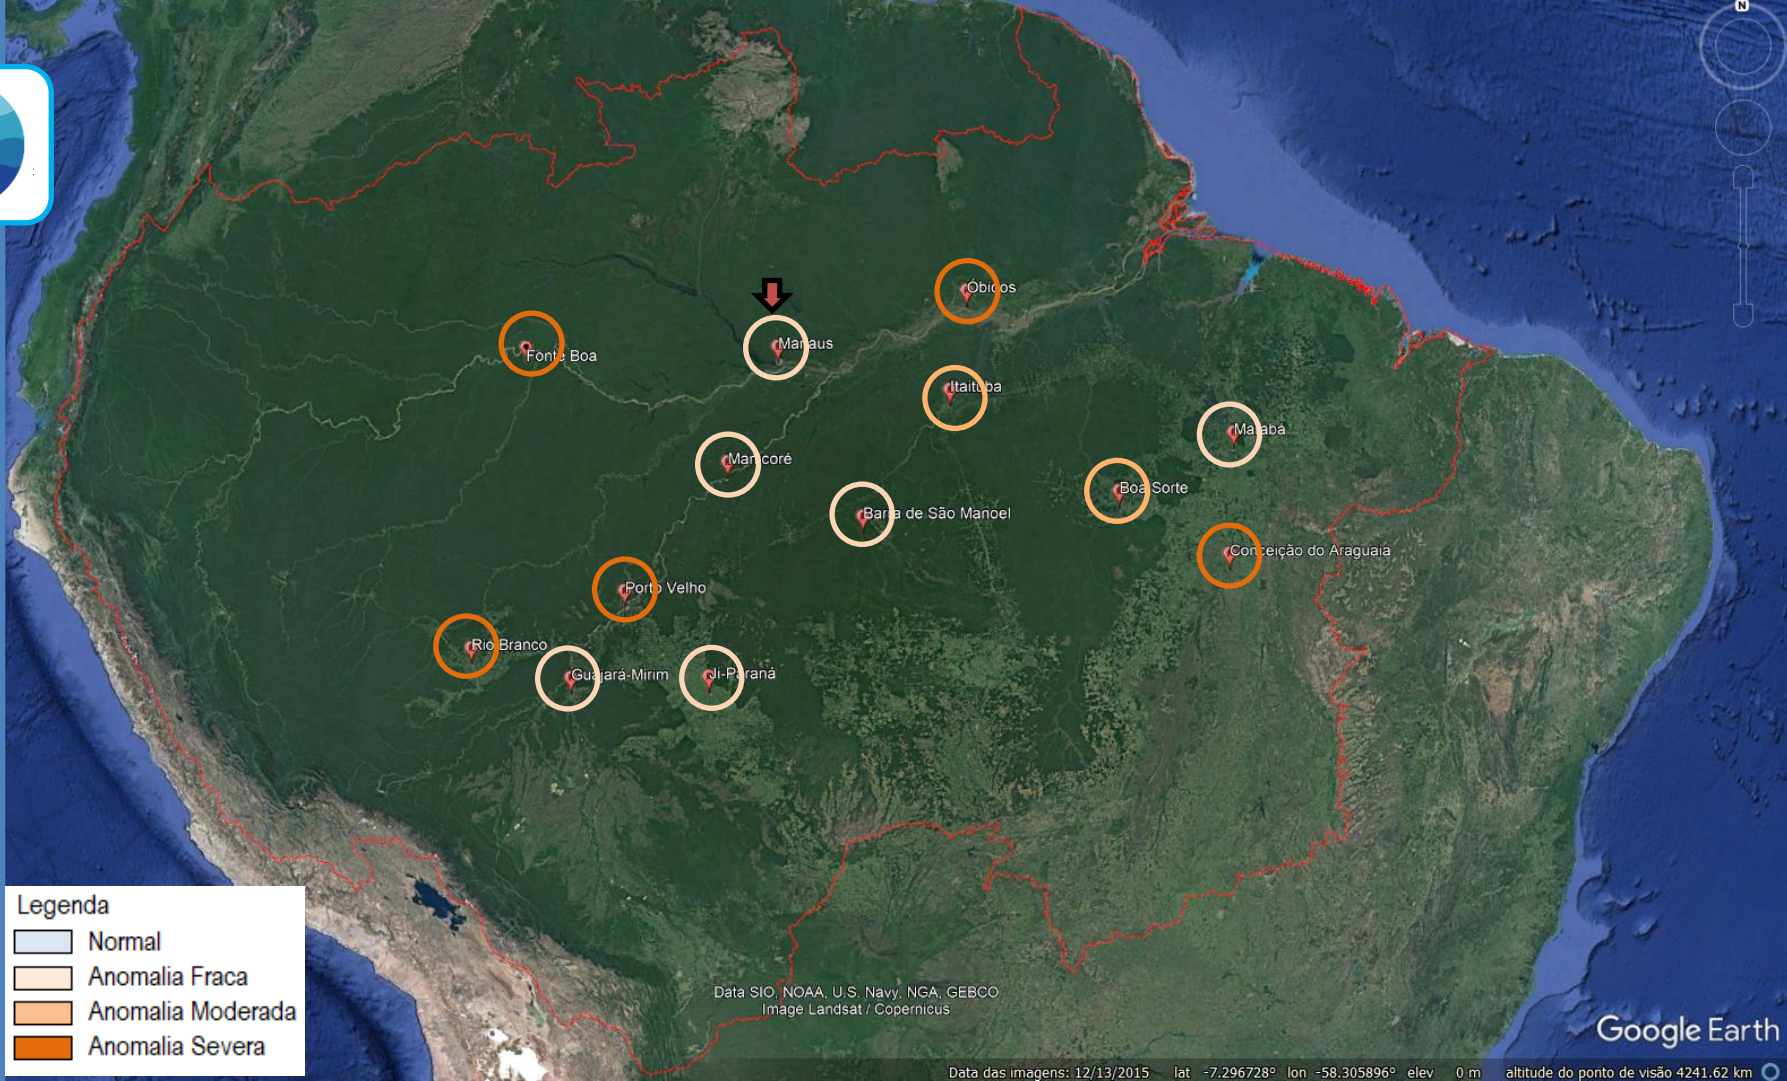 N
Óbidos
Manaus
Fonte Boa
Itaituba
Marabá
Manicoré
Boa Sorte
Barra de São Manoel
Conceição do Araguaia
Porto Velho
Rio Branco
Guajará-Mirim
Ji-Paraná
Legenda
Normal
Anomalia Fraca
Anomalia Moderada
Anomalia Severa
Data SIO, NOAA, U.S. Navy, NGA, GEBCO
Image Landsat / Copernicus
Google Earth
Data das imagens: 12/13/2015 lat -7.296728° lon -58.305896° elev 0 m altitude do ponto de visão 4241.62 km